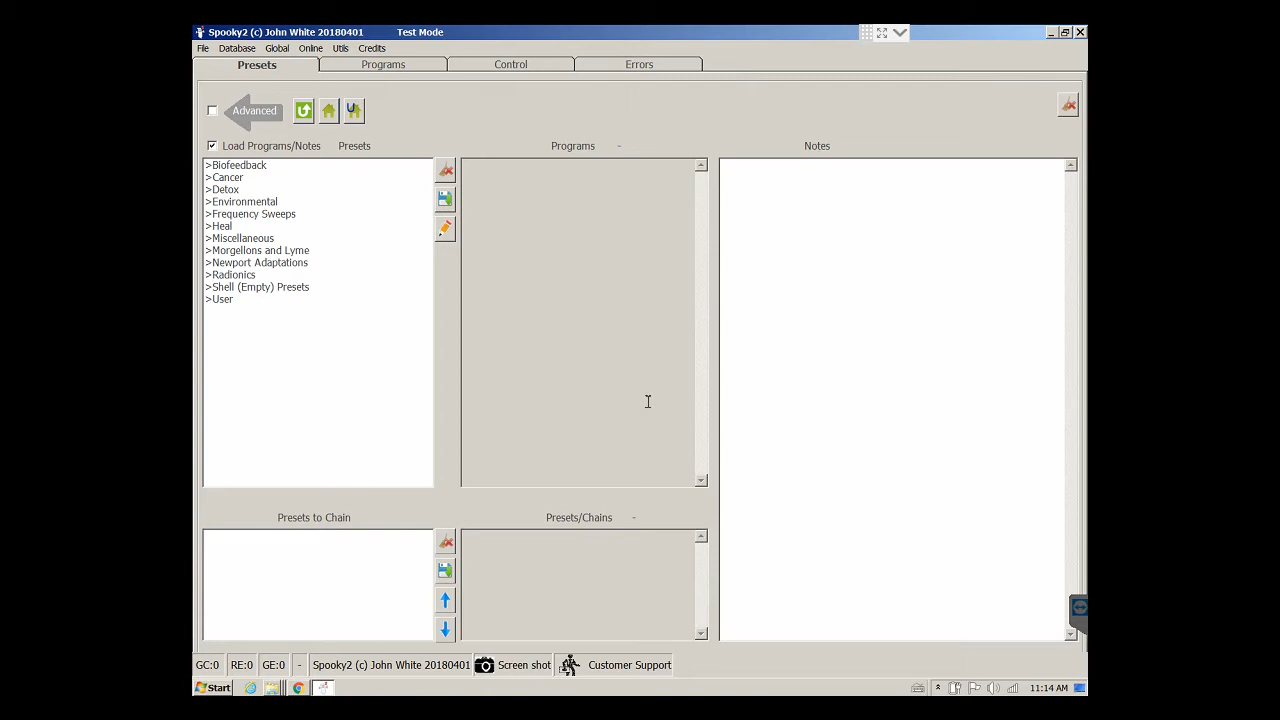 Spooky2 (c) John White 20180401 Test Mode
File Database Global Online Utils Credits
Presets Programs Control Errors
Advanced
Load Programs/Notes Presets Programs - Notes
>Biofeedback
>Cancer
>Detox
>Environmental
>Frequency Sweeps
>Heal
>Miscellaneous
>Morgellons and Lyme
>Newport Adaptations
>Radionics
>Shell (Empty) Presets
>User
Presets to Chain Presets/Chains -
GC:0 RE:0 GE:0 - Spooky2 (c) John White 20180401 Screen shot Customer Support
Start 11:14 AM